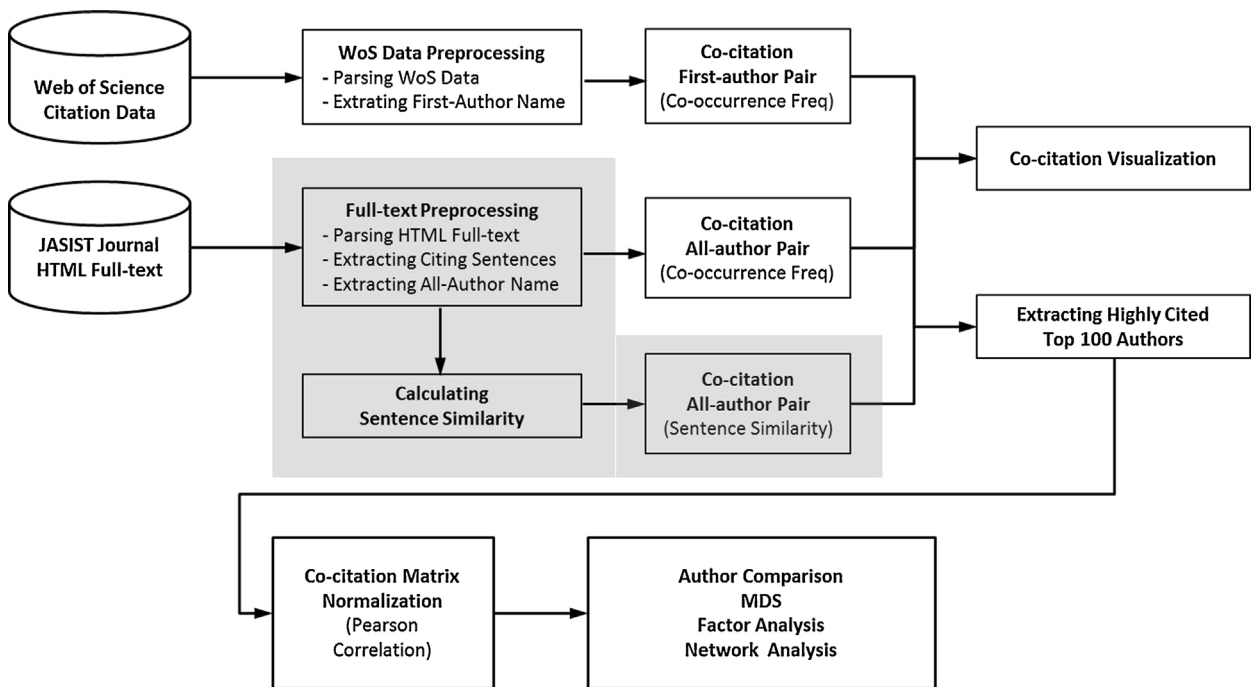 Web of Science
Citation Data
WoS Data Preprocessing
- Parsing WoS Data
- Extrating First-Author Name
Co-citation
First-author Pair
(Co-occurrence Freq)
Co-citation Visualization
JASIST Journal
HTML Full-text
Full-text Preprocessing
- Parsing HTML Full-text
- Extracting Citing Sentences
- Extracting All-Author Name
Co-citation
All-author Pair
(Co-occurrence Freq)
Extracting Highly Cited
Top 100 Authors
Calculating
Sentence Similarity
Co-citation
All-author Pair
(Sentence Similarity)
Co-citation Matrix
Normalization
(Pearson
Correlation)
Author Comparison
MDS
Factor Analysis
Network Analysis